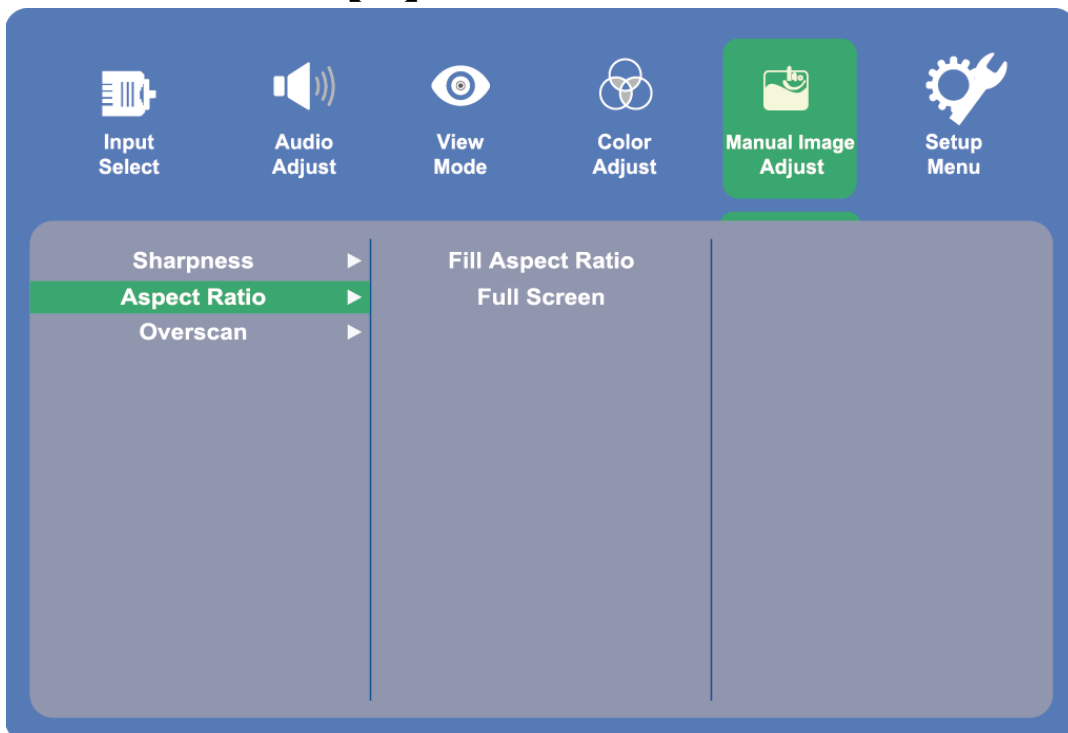 Input
Select
Audio
Adjust
View
Mode
Color
Adjust
Manual Image
Adjust
Setup
Menu
Sharpness
Aspect Ratio
Overscan
Fill Aspect Ratio
Full Screen